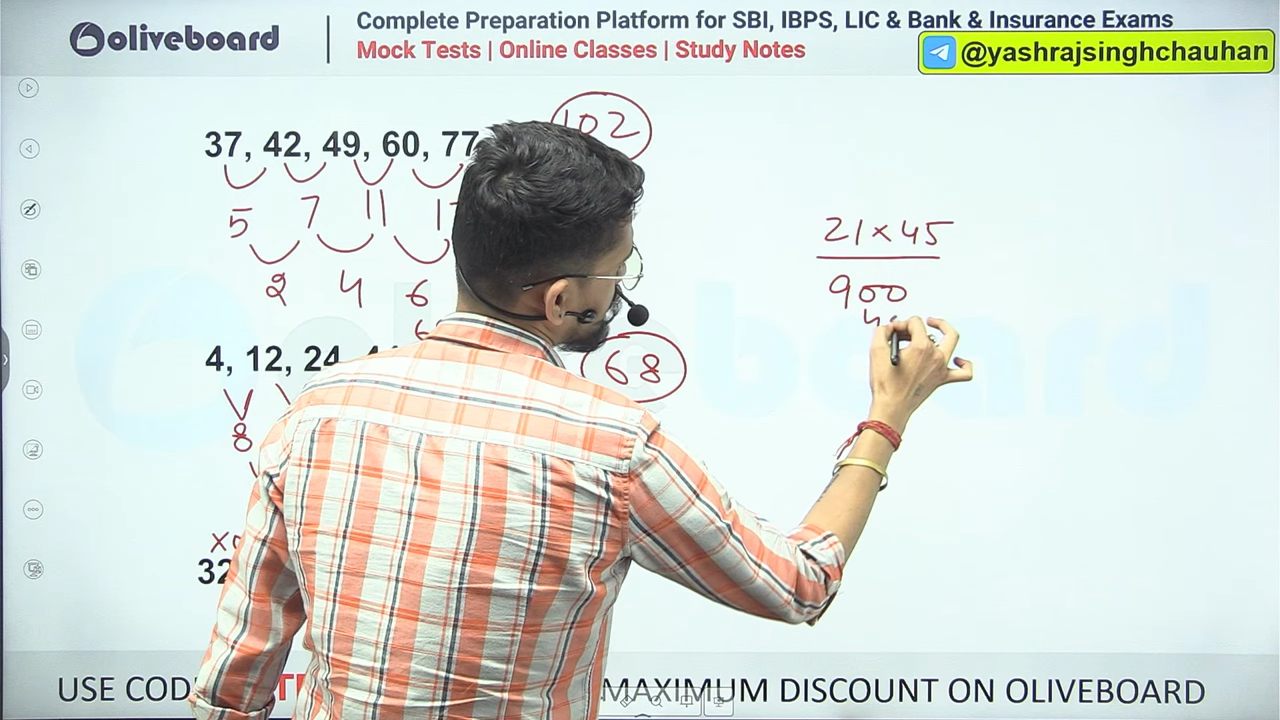 oliveboard
Complete Preparation Platform for SBI, IBPS, LIC & Bank & Insurance Exams
Mock Tests | Online Classes | Study Notes
@yashrajsinghchauhan
37, 42, 49, 60, 77
102
5 7 11
2 4 6
4, 12, 24
68
8
32
21 × 45
900
USE CODE
MAXIMUM DISCOUNT ON OLIVEBOARD